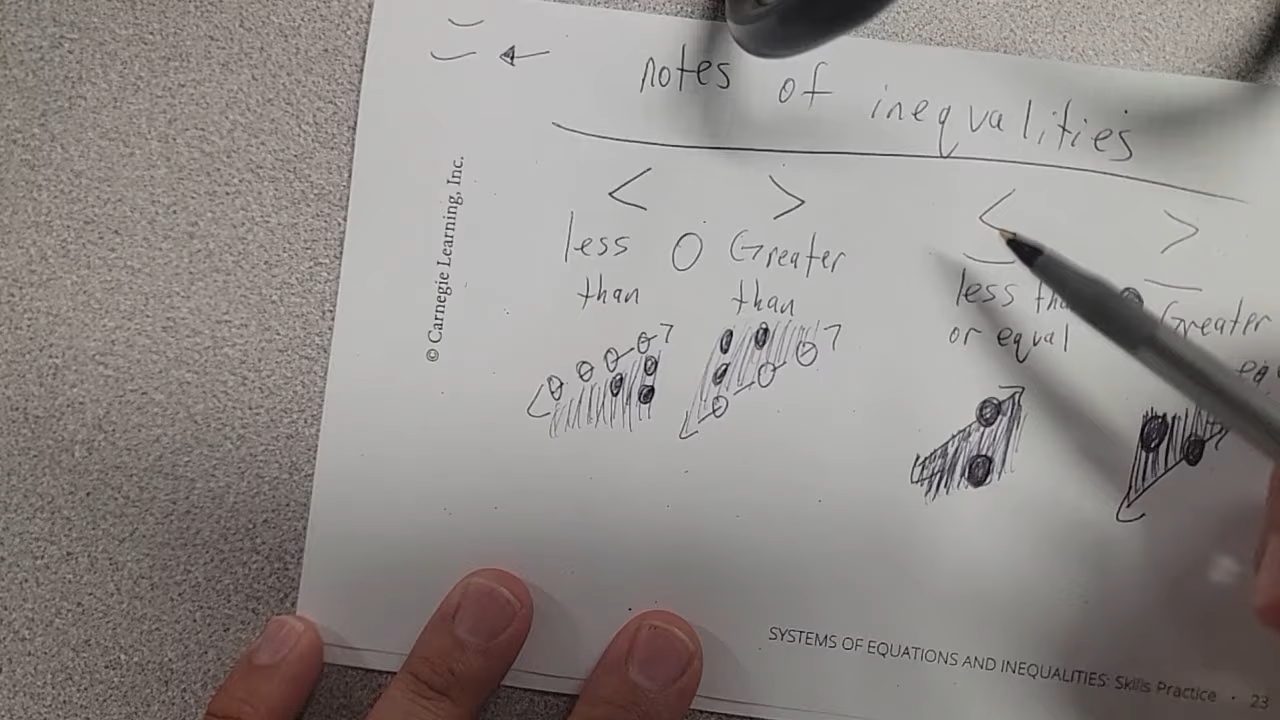 notes of inequalities
< > < >
less than
O
Greater than
less
or equal
Greater
© Carnegie Learning, Inc.
SYSTEMS OF EQUATIONS AND INEQUALITIES: Skills Practice • 23